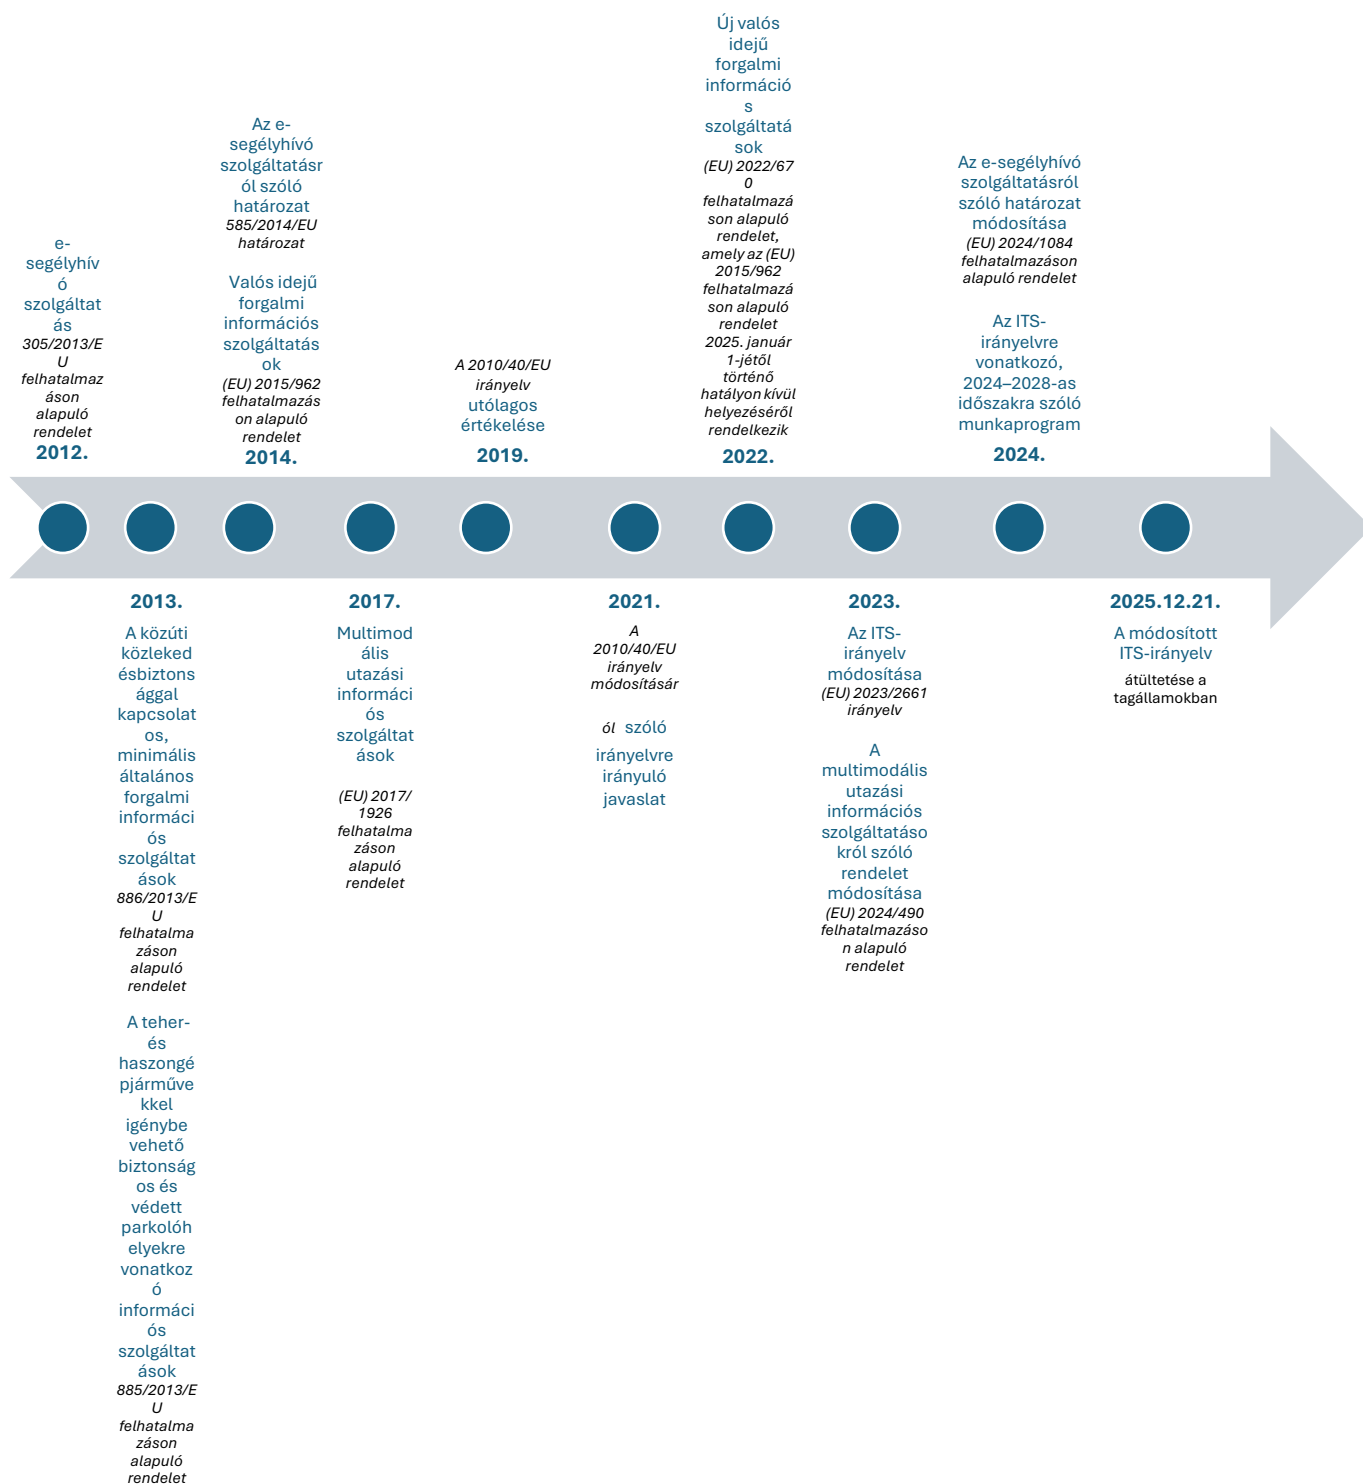 e-
segélyhív
ó
szolgáltat
ás
305/2013/E
U
felhatalmaz
áson
alapuló
rendelet
2012.
Az e-
segélyhívó
szolgáltatásr
ól szóló
határozat
585/2014/EU
határozat
Valós idejű
forgalmi
információs
szolgáltatás
ok
(EU) 2015/962
felhatalmazás
on alapuló
rendelet
2014.
A 2010/40/EU
irányelv
utólagos
értékelése
2019.
Új valós
idejű
forgalmi
információ
s
szolgáltatá
sok
(EU) 2022/67
0
felhatalmazá
son alapuló
rendelet,
amely az (EU)
2015/962
felhatalmazá
son alapuló
rendelet
2025. január
1-jétől
történő
hatályon kívül
helyezéséről
rendelkezik
2022.
Az e-segélyhívó
szolgáltatásról
szóló határozat
módosítása
(EU) 2024/1084
felhatalmazáson
alapuló rendelet
Az ITS-
irányelvre
vonatkozó,
2024–2028-as
időszakra szóló
munkaprogram
2024.
2013.
A közúti
közleked
ésbiztons
ággal
kapcsolat
os,
minimális
általános
forgalmi
informáci
ós
szolgáltat
ások
886/2013/E
U
felhatalma
záson
alapuló
rendelet
A teher-
és
haszongé
pjárműve
kkel
igénybe
vehető
biztonság
os és
védett
parkolóh
elyekre
vonatkoz
ó
informáci
ós
szolgáltat
ások
885/2013/E
U
felhatalma
záson
alapuló
rendelet
2017.
Multimod
ális
utazási
informáci
ós
szolgáltat
ások
(EU) 2017/
1926
felhatalma
záson
alapuló
rendelet
2021.
A
2010/40/EU
irányelv
módosításár
ól szóló
irányelvre
irányuló
javaslat
2023.
Az ITS-
irányelv
módosítása
(EU) 2023/2661
irányelv
A
multimodális
utazási
információs
szolgáltatáso
król szóló
rendelet
módosítása
(EU) 2024/490
felhatalmazáso
n alapuló
rendelet
2025.12.21.
A módosított
ITS-irányelv
átültetése a
tagállamokban